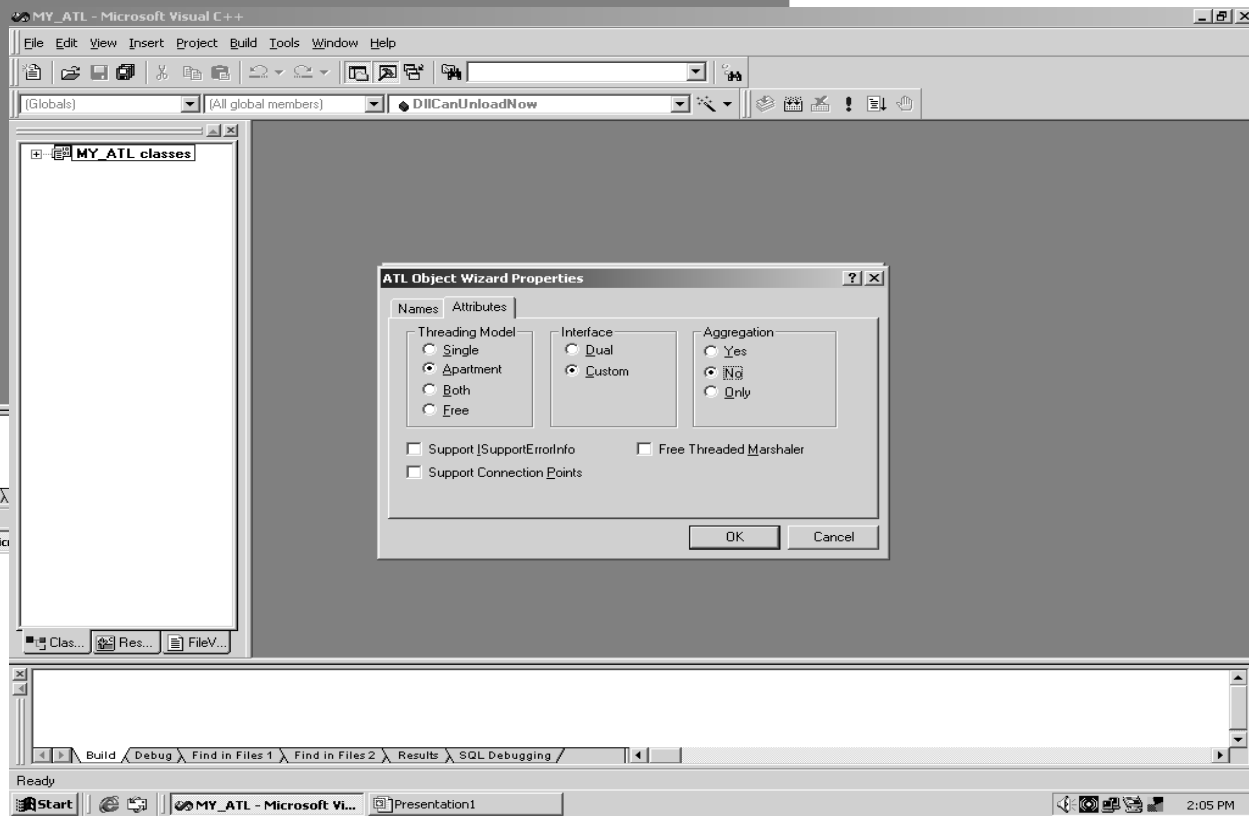 MY_ATL - Microsoft Visual C++
File Edit View Insert Project Build Tools Window Help
(Globals) (All global members) DllCanUnloadNow
MY_ATL classes
ATL Object Wizard Properties
Names Attributes
Threading Model Interface Aggregation
Single Dual Yes
Apartment Custom No
Both Only
Free
Support ISupportErrorInfo Free Threaded Marshaler
Support Connection Points
OK Cancel
Clas... Res... FileV...
Build Debug Find in Files 1 Find in Files 2 Results SQL Debugging
Ready
Start MY_ATL - Microsoft Vi... Presentation1 2:05 PM